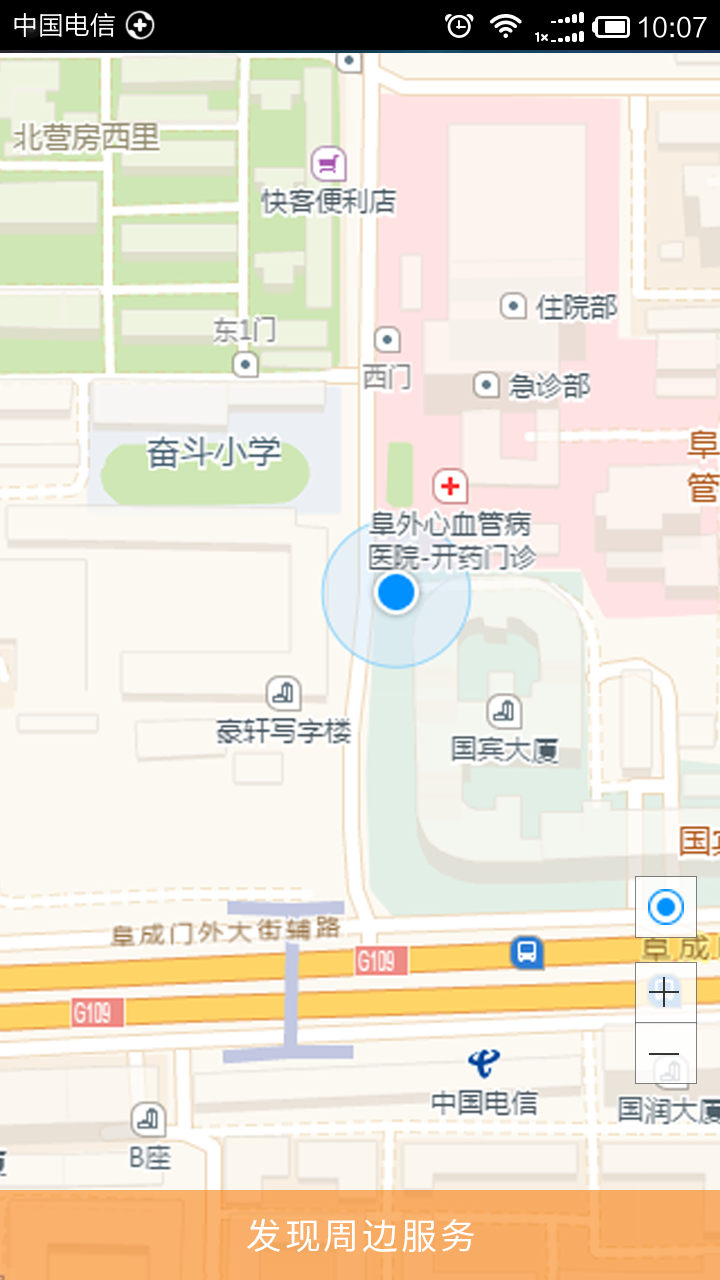 中国电信
1x
10:07
北营房西里
快客便利店
住院部
东1门
西门
急诊部
阜
管
奋斗小学
阜外心血管病
医院-开药门诊
豪轩写字楼
国宾大厦
国宾
阜成门外大街辅路
阜成
G109
G109
中国电信
国润大厦
B座
发现周边服务